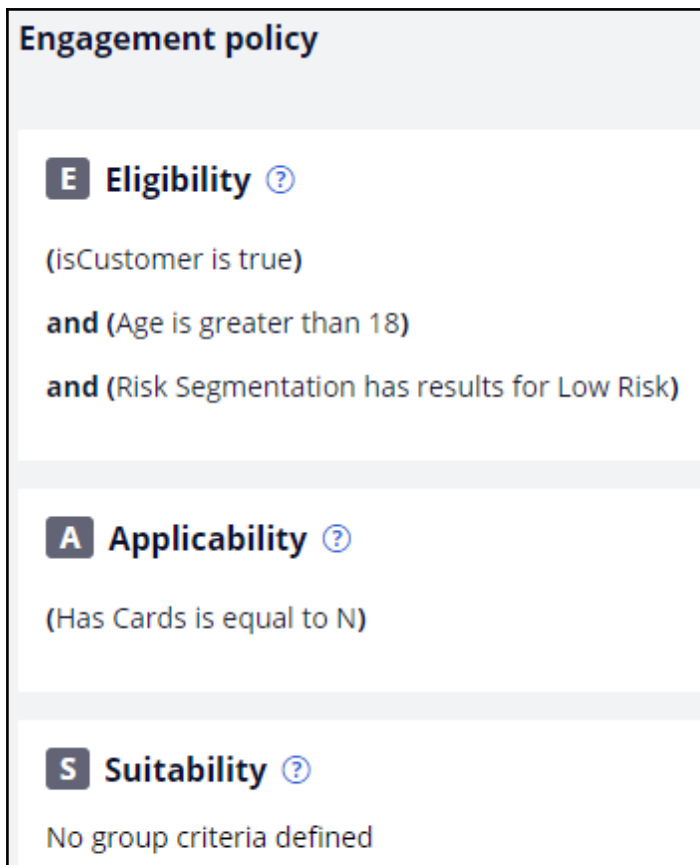 Engagement policy
E Eligibility ?
(isCustomer is true)
and (Age is greater than 18)
and (Risk Segmentation has results for Low Risk)
A Applicability ?
(Has Cards is equal to N)
S Suitability ?
No group criteria defined